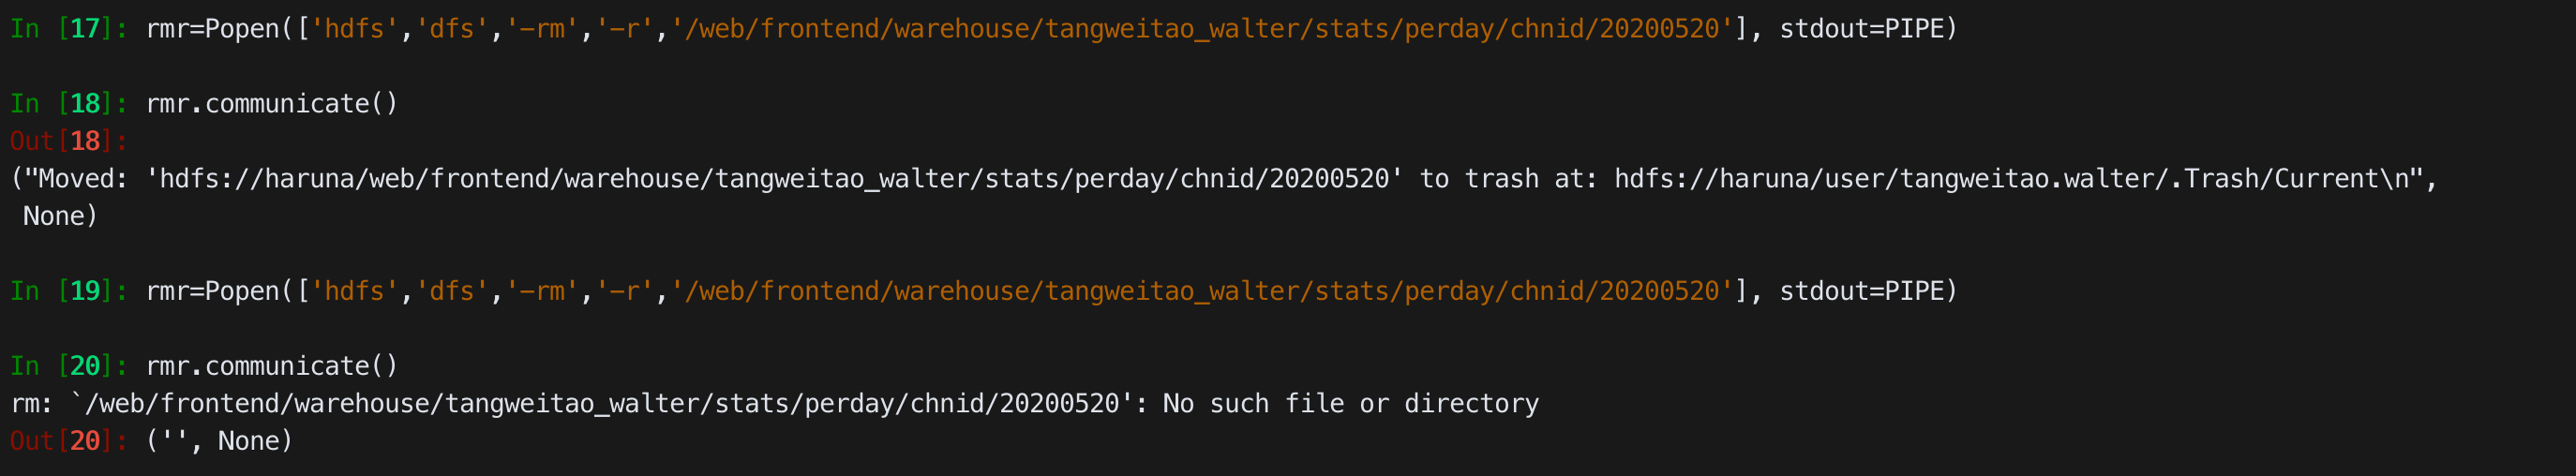 In [17]: rmr=Popen(['hdfs','dfs','-rm','-r','/web/frontend/warehouse/tangweitao_walter/stats/perday/chnid/20200520'], stdout=PIPE)
In [18]: rmr.communicate()
Out[18]:
("Moved: 'hdfs://haruna/web/frontend/warehouse/tangweitao_walter/stats/perday/chnid/20200520' to trash at: hdfs://haruna/user/tangweitao.walter/.Trash/Current\n",
 None)
In [19]: rmr=Popen(['hdfs','dfs','-rm','-r','/web/frontend/warehouse/tangweitao_walter/stats/perday/chnid/20200520'], stdout=PIPE)
In [20]: rmr.communicate()
rm: `/web/frontend/warehouse/tangweitao_walter/stats/perday/chnid/20200520': No such file or directory
Out[20]: ('', None)